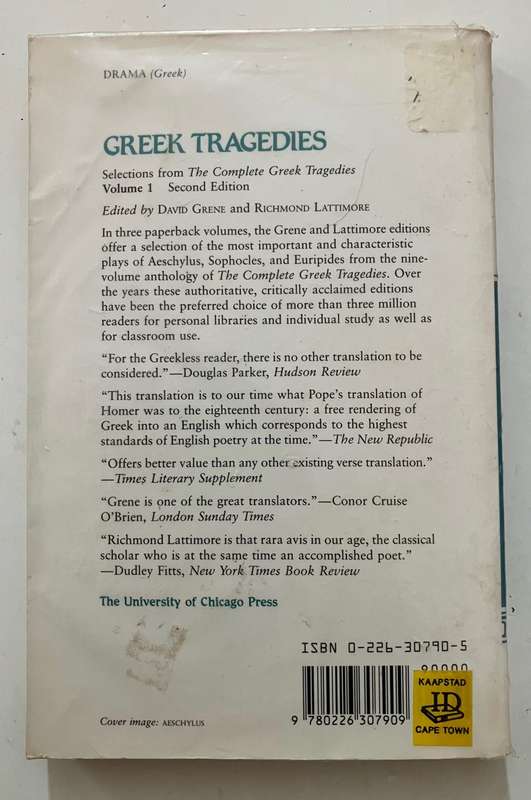 DRAMA (Greek)
GREEK TRAGEDIES
Selections from The Complete Greek Tragedies
Volume 1 Second Edition
Edited by DAVID GRENE and RICHMOND LATTIMORE
In three paperback volumes, the Grene and Lattimore editions
offer a selection of the most important and characteristic
plays of Aeschylus, Sophocles, and Euripides from the nine-
volume anthology of The Complete Greek Tragedies. Over
the years these authoritative, critically acclaimed editions
have been the preferred choice of more than three million
readers for personal libraries and individual study as well as
for classroom use.
“For the Greekless reader, there is no other translation to be
considered.”—Douglas Parker, Hudson Review
“This translation is to our time what Pope’s translation of
Homer was to the eighteenth century: a free rendering of
Greek into an English which corresponds to the highest
standards of English poetry at the time.”—The New Republic
“Offers better value than any other existing verse translation.”
—Times Literary Supplement
“Grene is one of the great translators.”—Conor Cruise
O’Brien, London Sunday Times
“Richmond Lattimore is that rara avis in our age, the classical
scholar who is at the same time an accomplished poet.”
—Dudley Fitts, New York Times Book Review
The University of Chicago Press
ISBN 0-226-30790-5
90000
9 780226 307909
KAAPSTAD
ID
CAPE TOWN
Cover image: AESCHYLUS